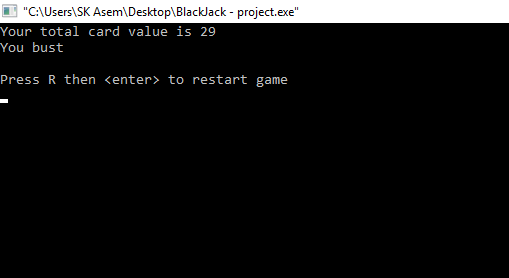 "C:\Users\SK Asem\Desktop\BlackJack - project.exe"
Your total card value is 29
You bust
Press R then <enter> to restart game